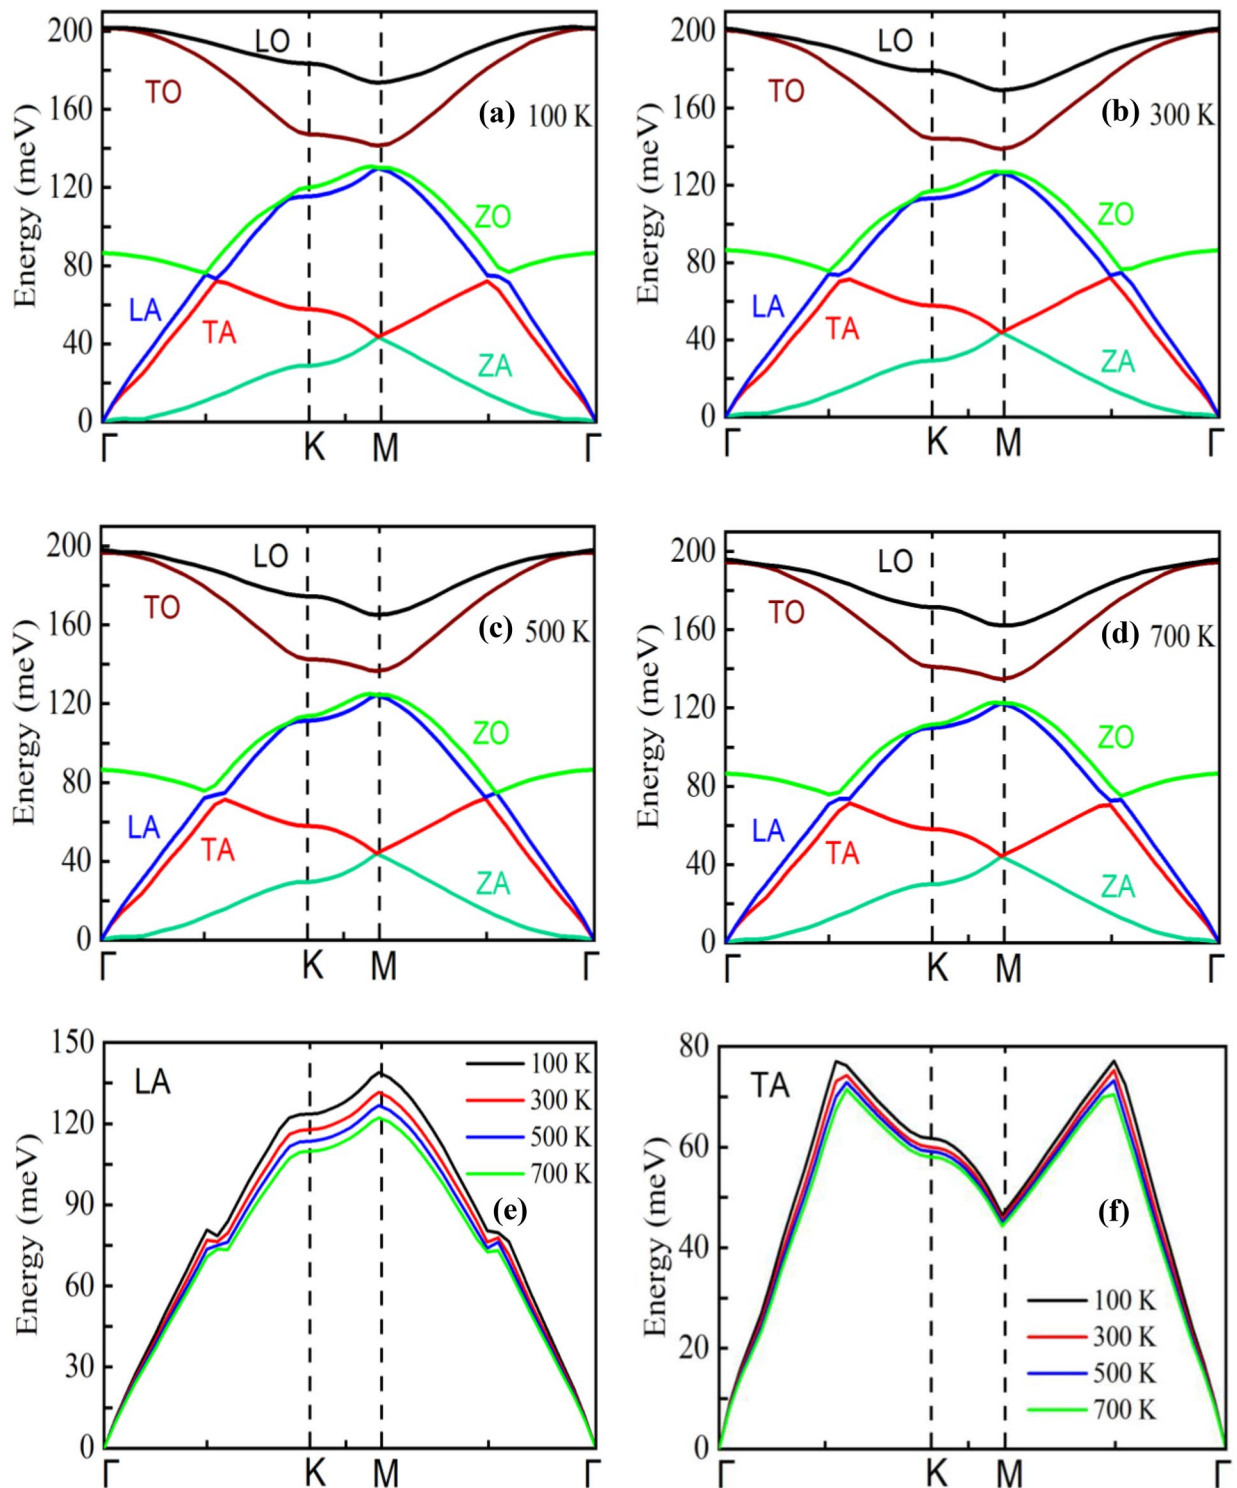 200
160
120
80
40
0
Energy (meV)
LO
TO
(a) 100 K
ZO
LA
TA
ZA
Γ K M Γ
200
160
120
80
40
0
Energy (meV)
LO
TO
(b) 300 K
ZO
LA
TA
ZA
Γ K M Γ
200
160
120
80
40
0
Energy (meV)
LO
TO
(c) 500 K
ZO
LA
TA
ZA
Γ K M Γ
200
160
120
80
40
0
Energy (meV)
LO
TO
(d) 700 K
ZO
LA
TA
ZA
Γ K M Γ
150
120
90
60
30
0
Energy (meV)
LA
100 K
300 K
500 K
700 K
(e)
Γ K M Γ
80
60
40
20
0
Energy (meV)
TA
(f)
100 K
300 K
500 K
700 K
Γ K M Γ